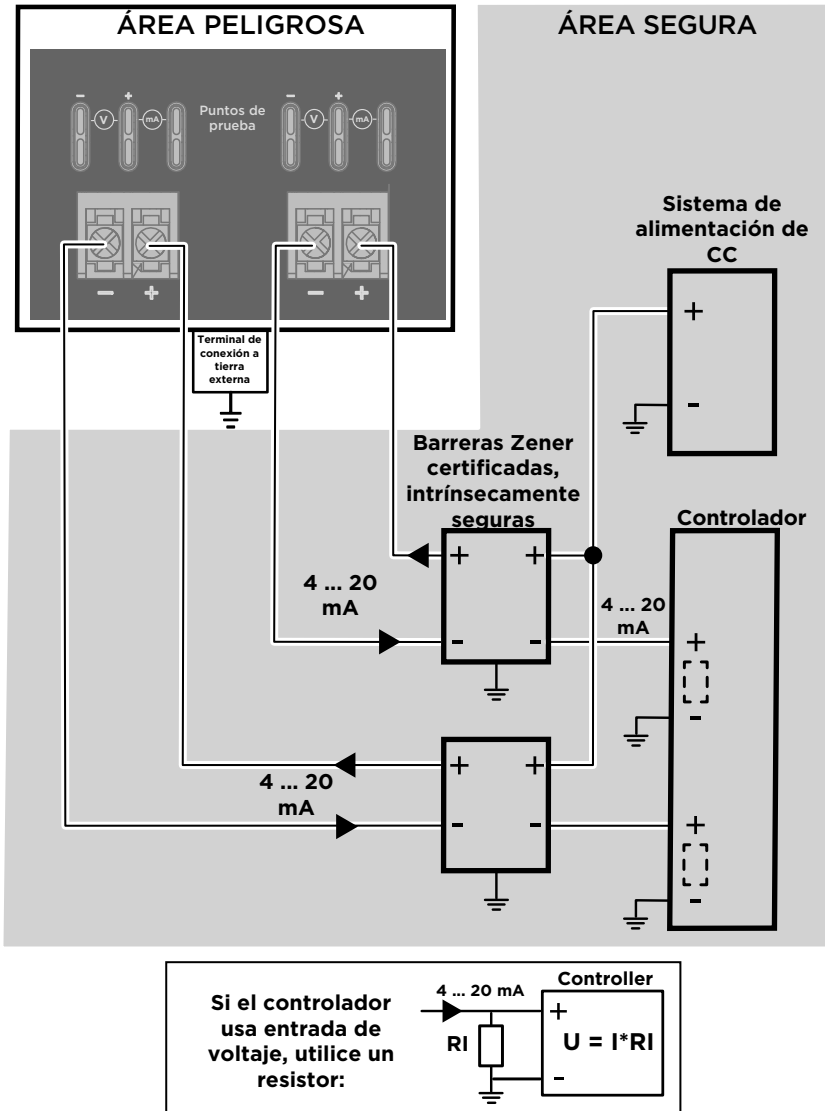 ÁREA PELIGROSA
ÁREA SEGURA
- +
V mA
Puntos de
prueba
- +
V mA
- +
- +
Terminal de
conexión a
tierra
externa
Sistema de
alimentación de
CC
+
-
Barreras Zener
certificadas,
intrínsecamente
seguras
Controlador
+ +
4 ... 20
mA
4 ... 20
mA
- -
+
-
+ +
4 ... 20
mA
- -
+
-
Si el controlador
usa entrada de
voltaje, utilice un
resistor:
4 ... 20 mA
Controller
+
RI
U = I*RI
-